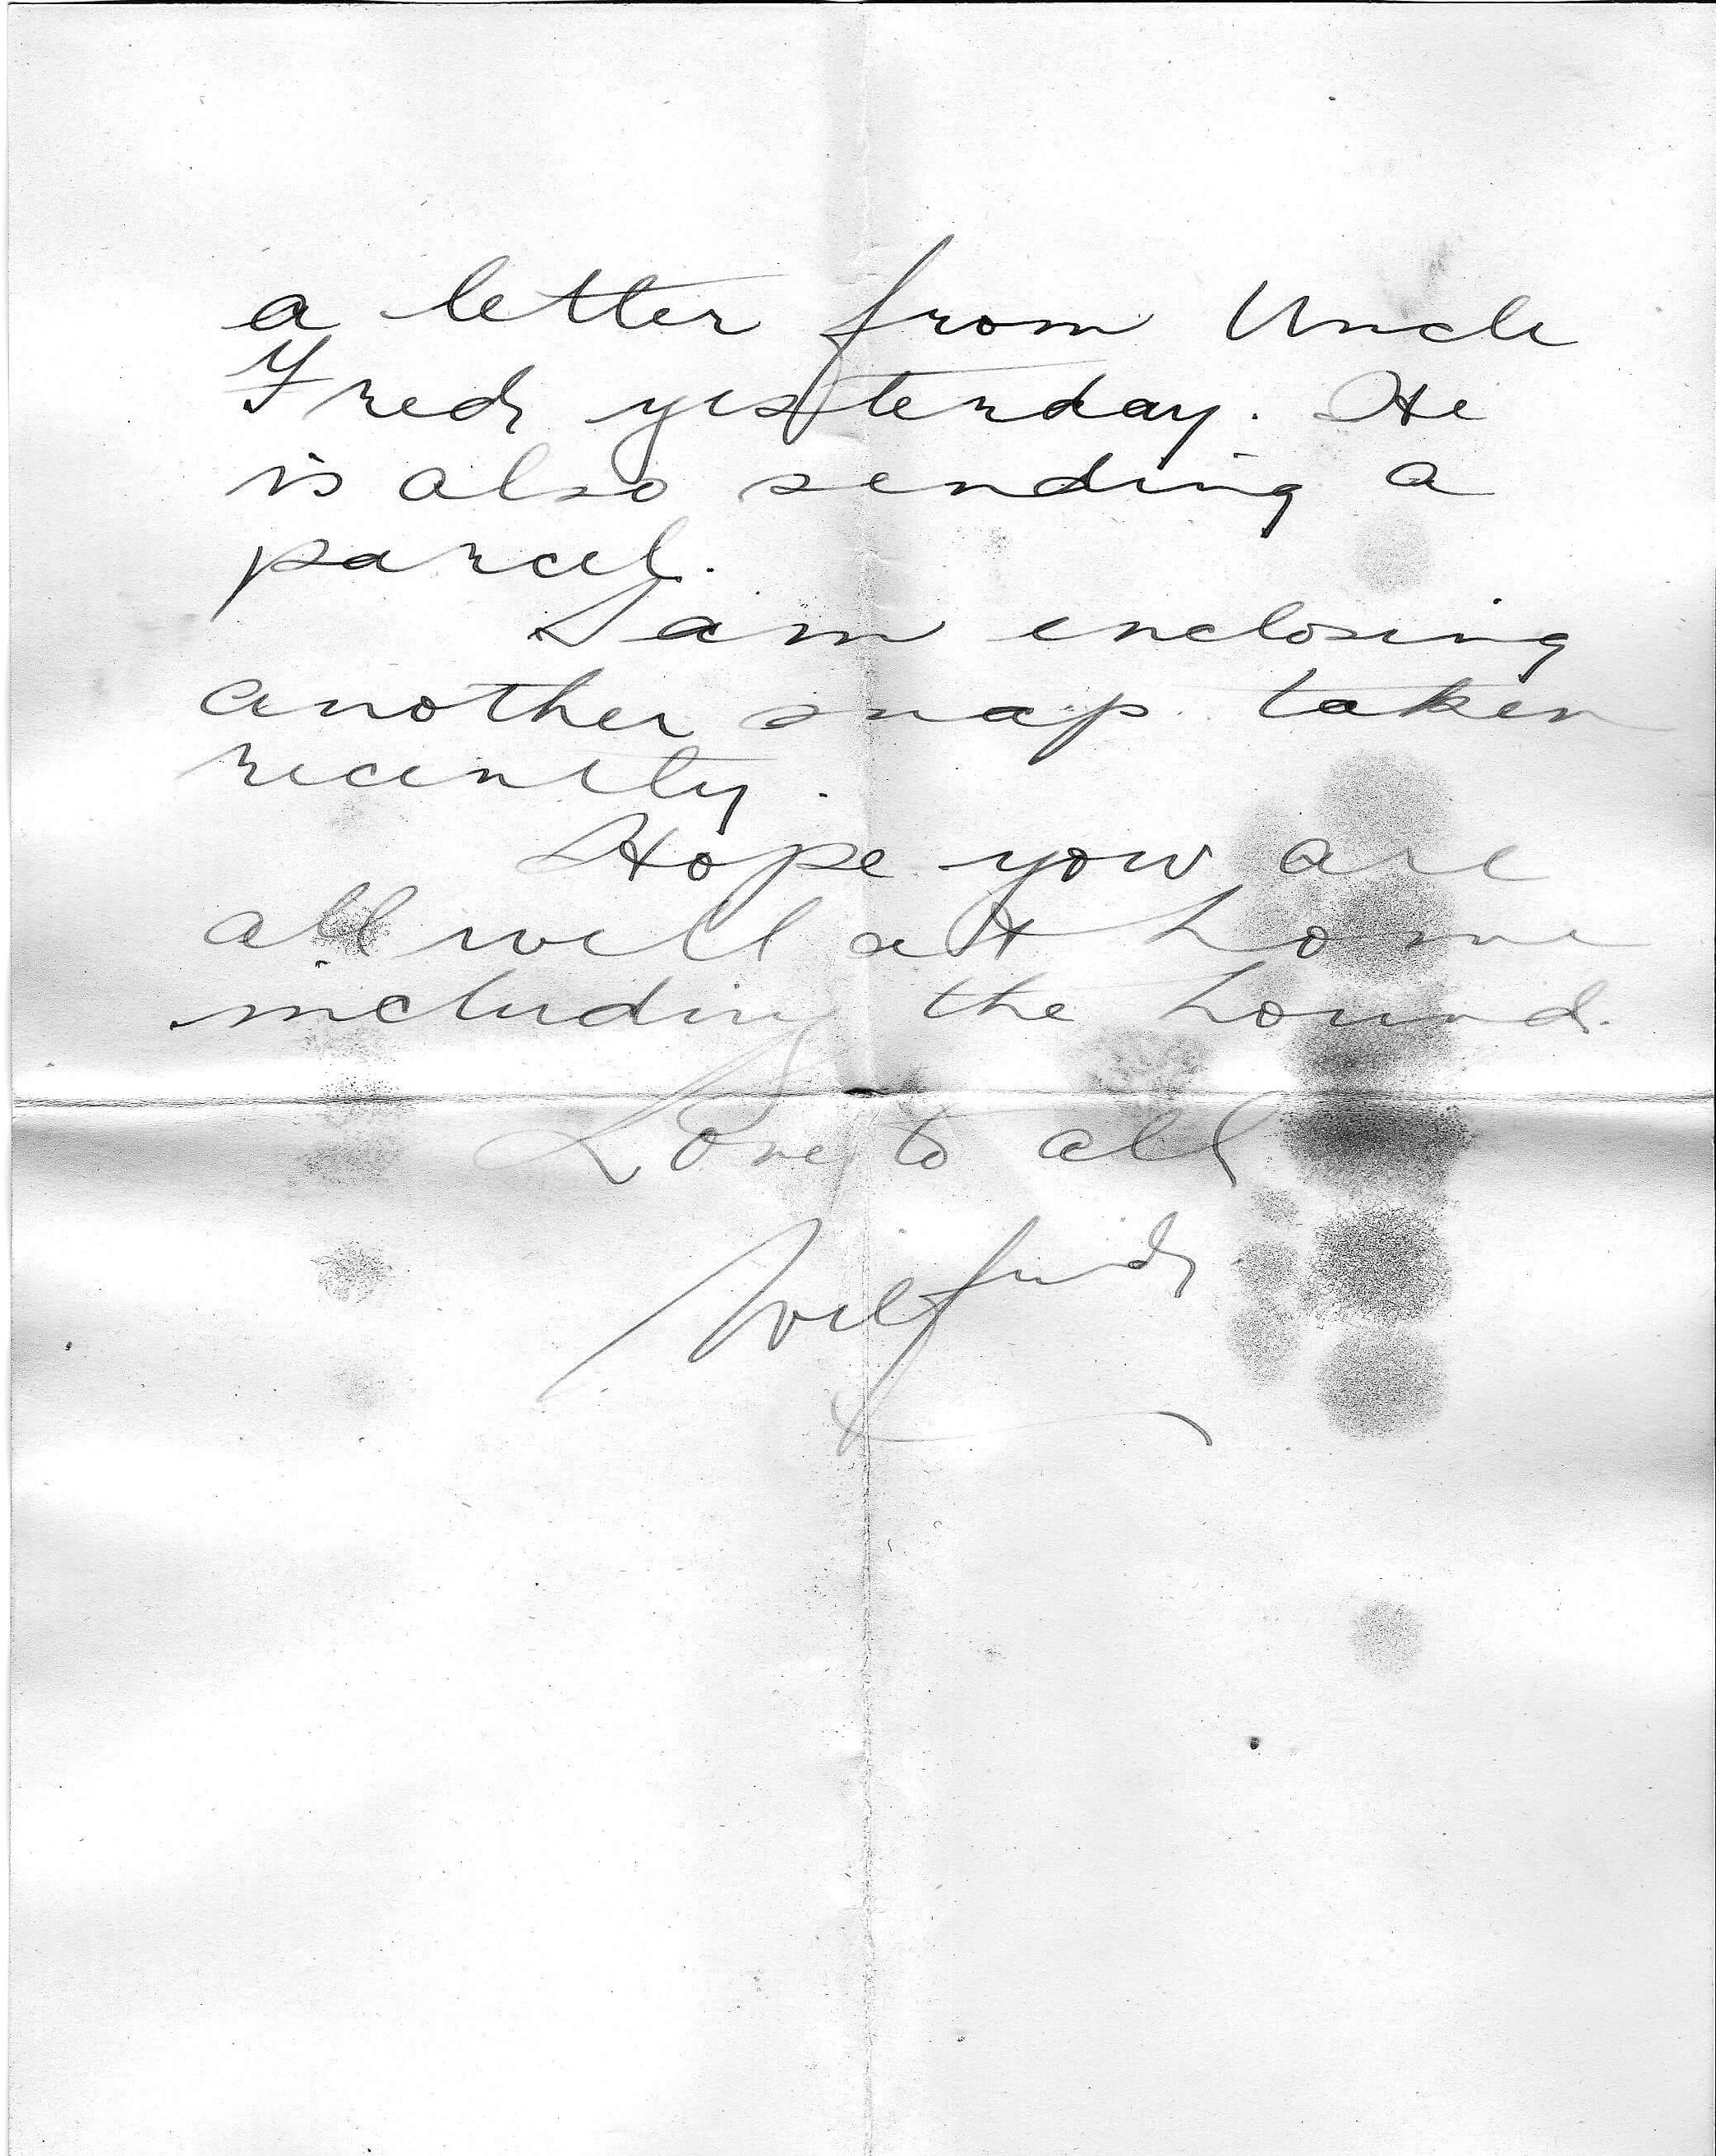 a letter from Uncle
Fred yesterday. He
is also sending a
parcel.
I am enclosing
another snap taken
recently.
Hope you are
all well at home
including the hound.
Love to all
Wilfrid